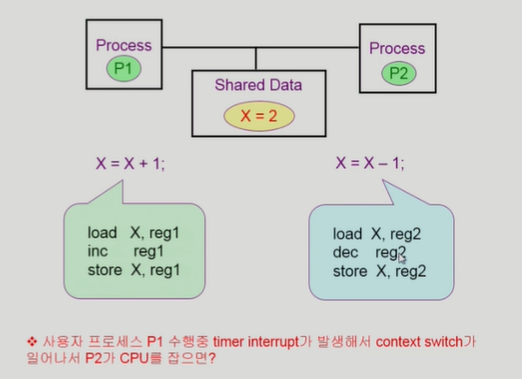 Process
P1
Process
P2
Shared Data
X = 2
X = X + 1;
X = X – 1;
load X, reg1
inc reg1
store X, reg1
load X, reg2
dec reg2
store X, reg2
❖ 사용자 프로세스 P1 수행중 timer interrupt가 발생해서 context switch가
일어나서 P2가 CPU를 잡으면?